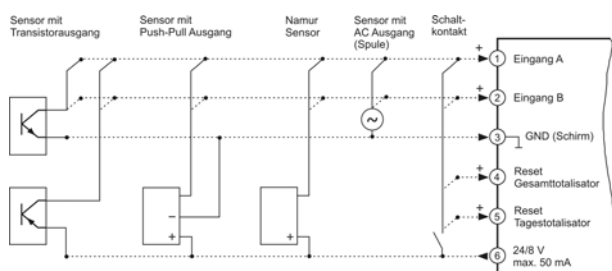 Sensor mit
Transistorausgang
Sensor mit
Push-Pull Ausgang
Namur
Sensor
Sensor mit
AC Ausgang
(Spule)
Schalt-
kontakt
+ 1 Eingang A
+ 2 Eingang B
3 GND (Schirm)
+ 4 Reset
Gesamttotalisator
+ 5 Reset
Tagestotalisator
6 24/8 V
max. 50 mA
~
−
+
+